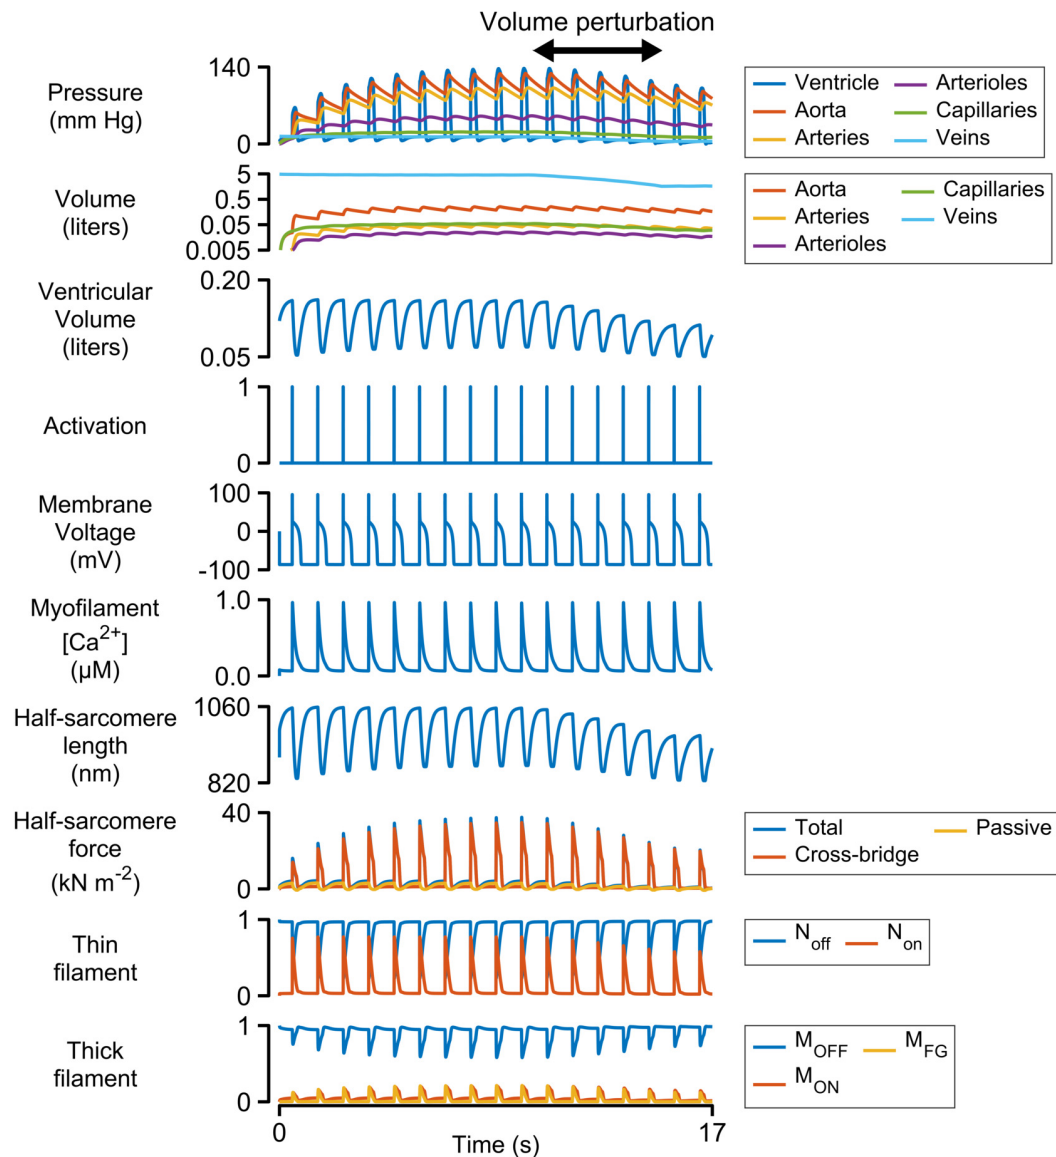 Volume perturbation
Pressure
(mm Hg)
140
0
Ventricle
Aorta
Arteries
Arterioles
Capillaries
Veins
Volume
(liters)
5
0.5
0.05
0.005
Aorta
Arteries
Arterioles
Capillaries
Veins
Ventricular
Volume
(liters)
0.20
0.05
Activation
1
0
Membrane
Voltage
(mV)
100
0
-100
Myofilament
[Ca2+]
(µM)
1.0
0.0
Half-sarcomere
length
(nm)
1060
820
Half-sarcomere
force
(kN m-2)
40
0
Total
Cross-bridge
Passive
Thin
filament
1
0
Noff
Non
Thick
filament
1
0
MOFF
MFG
MON
0
17
Time (s)